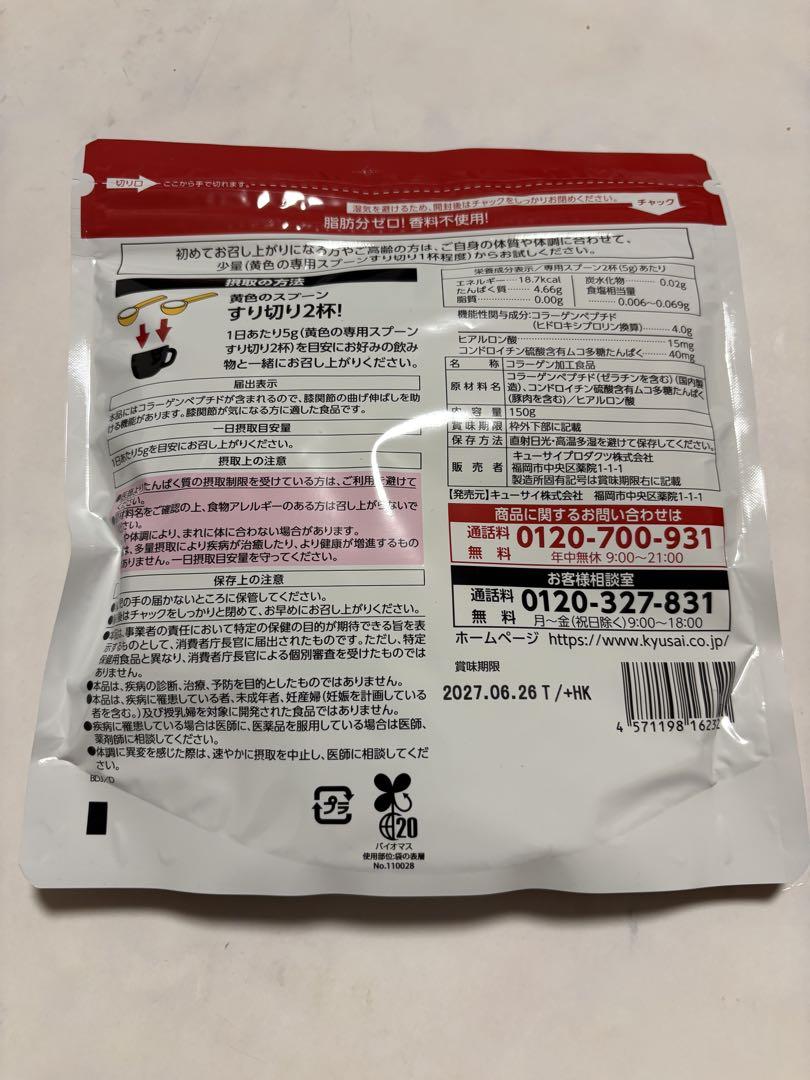 切り口
ここから手で切れます。
湿気を避けるため、開封後はチャックをしっかりお閉めください。
チャック
脂肪分ゼロ！香料不使用！
初めてお召し上がりになる方やご高齢の方は、ご自身の体質や体調に合わせて、
少量（黄色の専用スプーンすり切り1杯程度）からお試しください。
摂取の方法
黄色のスプーン
すり切り2杯！
1日あたり5g（黄色の専用スプーン
すり切り2杯）を目安にお好みの飲み
物と一緒にお召し上がりください。
届出表示
本品にはコラーゲンペプチドが含まれるので、膝関節の曲げ伸ばしを助
ける機能があります。膝関節が気になる方に適した食品です。
一日摂取目安量
1日あたり5gを目安にお召し上がりください。
摂取上の注意
よりたんぱく質の摂取制限を受けている方は、ご利用を避けて
ください。
材料名をご確認の上、食物アレルギーのある方は召し上がらないで
ださい。
や体調により、まれに体に合わない場合があります。
は、多量摂取により疾病が治癒したり、より健康が増進するもの
ありません。一日摂取目安量を守ってください。
保存上の注意
の手の届かないところに保管してください。
後はチャックをしっかりと閉めて、お早めにお召し上がりください。
●本品は、事業者の責任において特定の保健の目的が期待できる旨を表
示するものとして、消費者庁長官に届出されたものです。ただし、特定
保健用食品と異なり、消費者庁長官による個別審査を受けたものでは
ありません。
●本品は、疾病の診断、治療、予防を目的としたものではありません。
●本品は、疾病に罹患している者、未成年者、妊産婦（妊娠を計画している
者を含む。）及び授乳婦を対象に開発された食品ではありません。
●疾病に罹患している場合は医師に、医薬品を服用している場合は医師、
薬剤師に相談してください。
●体調に異変を感じた際は、速やかに摂取を中止し、医師に相談してくだ
さい。
プラ
20
バイオマス
使用部位:袋の表層
No.110028
栄養成分表示／専用スプーン2杯（5g）あたり
エネルギー……18.7kcal
たんぱく質……4.66g
脂質……0.00g
炭水化物……0.02g
食塩相当量
……0.006〜0.069g
機能性関与成分:コラーゲンペプチド
（ヒドロキシプロリン換算）……4.0g
ヒアルロン酸……15mg
コンドロイチン硫酸含有ムコ多糖たんぱく……40mg
名 称 コラーゲン加工食品
原材料名 コラーゲンペプチド（ゼラチンを含む）（国内製
造）、コンドロイチン硫酸含有ムコ多糖たんぱく
（豚肉を含む）／ヒアルロン酸
内容量 150g
賞味期限 枠外下部に記載
保存方法 直射日光・高温多湿を避けて保存してください。
販売者 キューサイプロダクツ株式会社
福岡市中央区薬院1-1-1
製造所固有記号は賞味期限右に記載
【発売元】キューサイ株式会社 福岡市中央区薬院1-1-1
商品に関するお問い合わせは
通話料無料 0120-700-931
年中無休 9:00〜21:00
お客様相談室
通話料無料 0120-327-831
月〜金（祝日除く）9:00〜18:00
ホームページ https://www.kyusai.co.jp/
賞味期限
2027.06.26 T/+HK
4 571198 1623